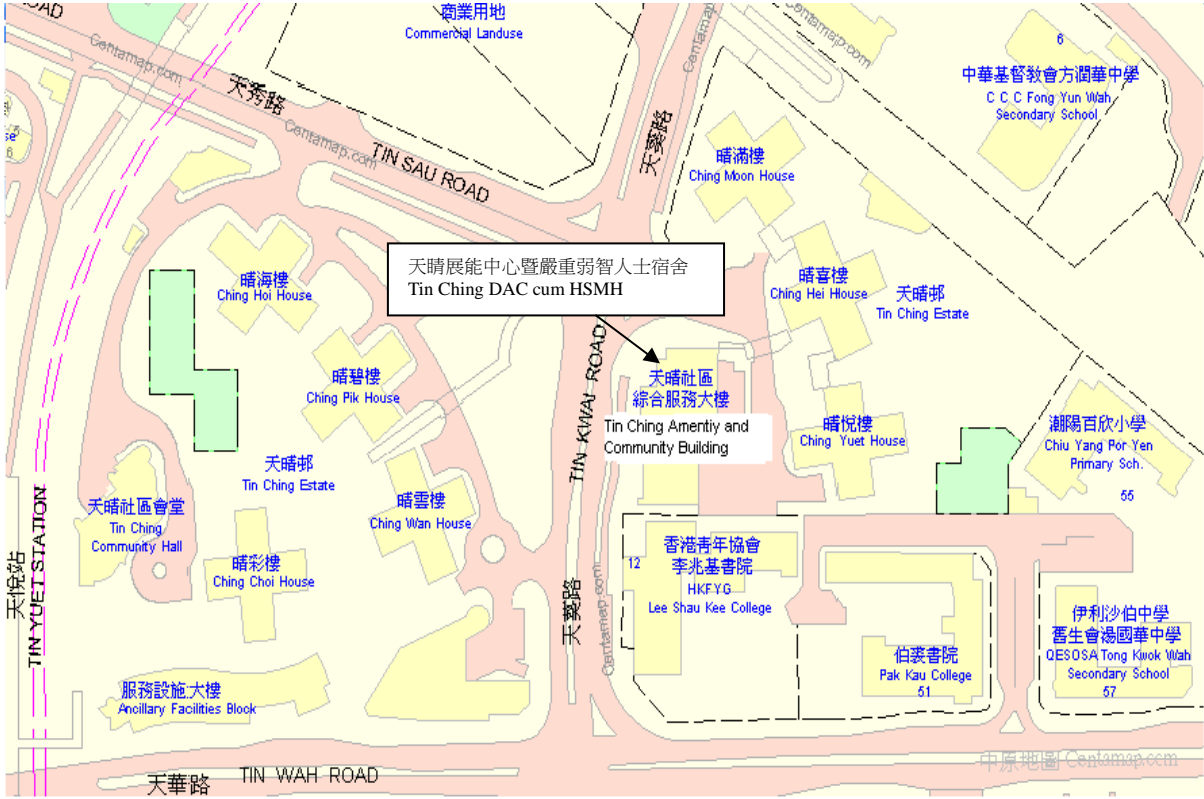 ROAD
商業用地
Commercial Landuse
Centamap.com
Centamap.com
天秀路
Centamap.com
TIN SAU ROAD
天葵路
6
中華基督教會方潤華中學
C C C Fong Yun Wah
Secondary School
se
6
晴滿樓
Ching Moon House
天晴展能中心暨嚴重弱智人士宿舍
Tin Ching DAC cum HSMH
晴海樓
Ching Hoi House
晴喜樓
Ching Hei House
天晴邨
Tin Ching Estate
晴碧樓
Ching Pik House
TIN KWAI ROAD
天晴社區
綜合服務大樓
Tin Ching Amentiy and
Community Building
晴悅樓
Ching Yuet House
潮陽百欣小學
Chiu Yang Por Yen
Primary Sch.
55
天晴邨
Tin Ching Estate
晴雲樓
Ching Wan House
天晴社區會堂
Tin Ching
Community Hall
晴彩樓
Ching Choi House
天悅站
TIN YUET STATION
12
香港青年協會
李兆基書院
HKFYG
Lee Shau Kee College
天葵路
Centamap.com
伯裘書院
Pak Kau College
51
伊利沙伯中學
舊生會湯國華中學
QESOSA Tong Kwok Wah
Secondary School
57
服務設施大樓
Ancillary Facilities Block
天華路
TIN WAH ROAD
中原地圖 Centamap.com